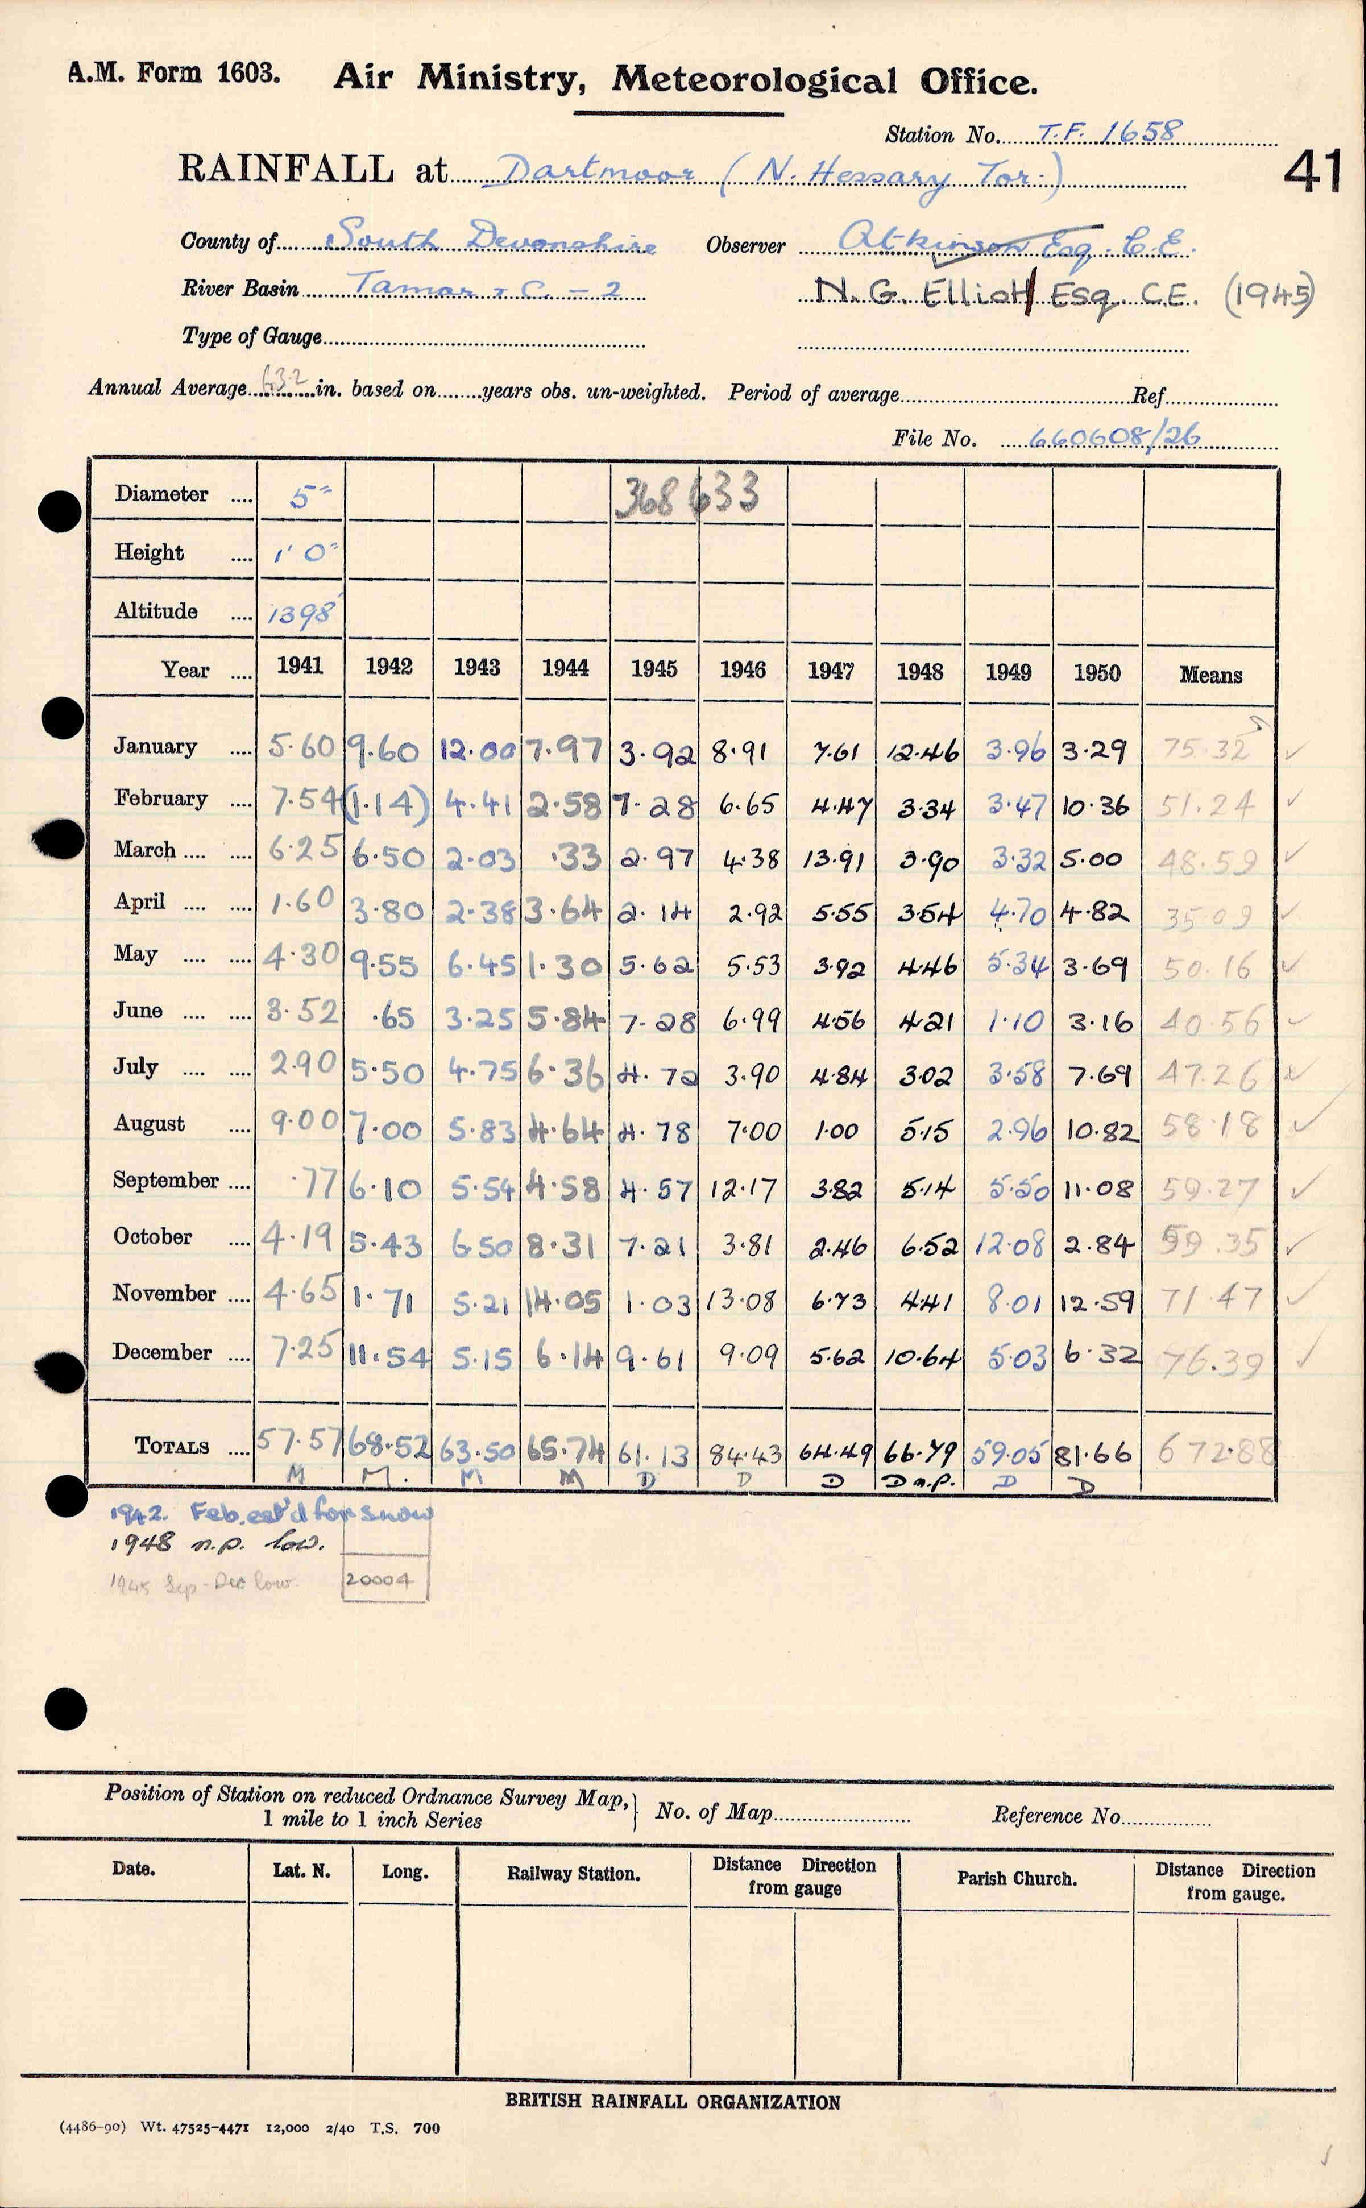 A.M. Form 1603. Air Ministry, Meteorological Office.
Station No. T.F. 1658
RAINFALL at Dartmoor (N. Hessary Tor.) 41
County of South Devonshire Observer Atkinson Esq. C.E.
River Basin Tamar & C. - 2 N. G. Elliott Esq. C.E. (1945)
Type of Gauge
Annual Average 63.2 in. based on years obs. un-weighted. Period of average Ref.
File No. 660608/26
Diameter .... 5" 368 633
Height .... 1' 0"
Altitude .... 1398'
Year .... 1941 1942 1943 1944 1945 1946 1947 1948 1949 1950 Means
January .... 5.60 9.60 12.00 7.97 3.92 8.91 7.61 12.46 3.96 3.29 75.32 ✓
February .... 7.54 (1.14) 4.41 2.58 7.28 6.65 4.47 3.34 3.47 10.36 51.24 ✓
March .... .... 6.25 6.50 2.03 .33 2.97 4.38 13.91 3.90 3.32 5.00 48.59 ✓
April .... .... 1.60 3.80 2.38 3.64 2.14 2.92 5.55 3.54 4.70 4.82 35.09 ✓
May .... .... 4.30 9.55 6.45 1.30 5.62 5.53 3.92 4.46 5.34 3.69 50.16 ✓
June .... .... 3.52 .65 3.25 5.84 7.28 6.99 4.56 4.21 1.10 3.16 40.56 ✓
July .... .... 2.90 5.50 4.75 6.36 4.72 3.90 4.84 3.02 3.58 7.69 47.26 ✓
August .... 9.00 7.00 5.83 4.64 4.78 7.00 1.00 5.15 2.96 10.82 58.18 ✓
September .... .77 6.10 5.54 4.58 4.57 12.17 3.82 5.14 5.50 11.08 59.27 ✓
October .... 4.19 5.43 6.50 8.31 7.21 3.81 2.46 6.52 12.08 2.84 59.35 ✓
November .... 4.65 1.71 5.21 14.05 1.03 13.08 6.73 4.41 8.01 12.59 71.47 ✓
December .... 7.25 11.54 5.15 6.14 9.61 9.09 5.62 10.64 5.03 6.32 76.39 ✓
TOTALS .... 57.57 68.52 63.50 65.74 61.13 84.43 64.49 66.79 59.05 81.66 672.88
M M. M M D D D D n.p. D D
1942. Feb. est'd for snow
1948 n.p. low.
1945 Sep-Dec low. 20004
Position of Station on reduced Ordnance Survey Map, 1 mile to 1 inch Series } No. of Map Reference No.
Date. Lat. N. Long. Railway Station. Distance Direction from gauge Parish Church. Distance Direction from gauge.
BRITISH RAINFALL ORGANIZATION
(4486-90) Wt. 47525-4471 12,000 2/40 T.S. 700